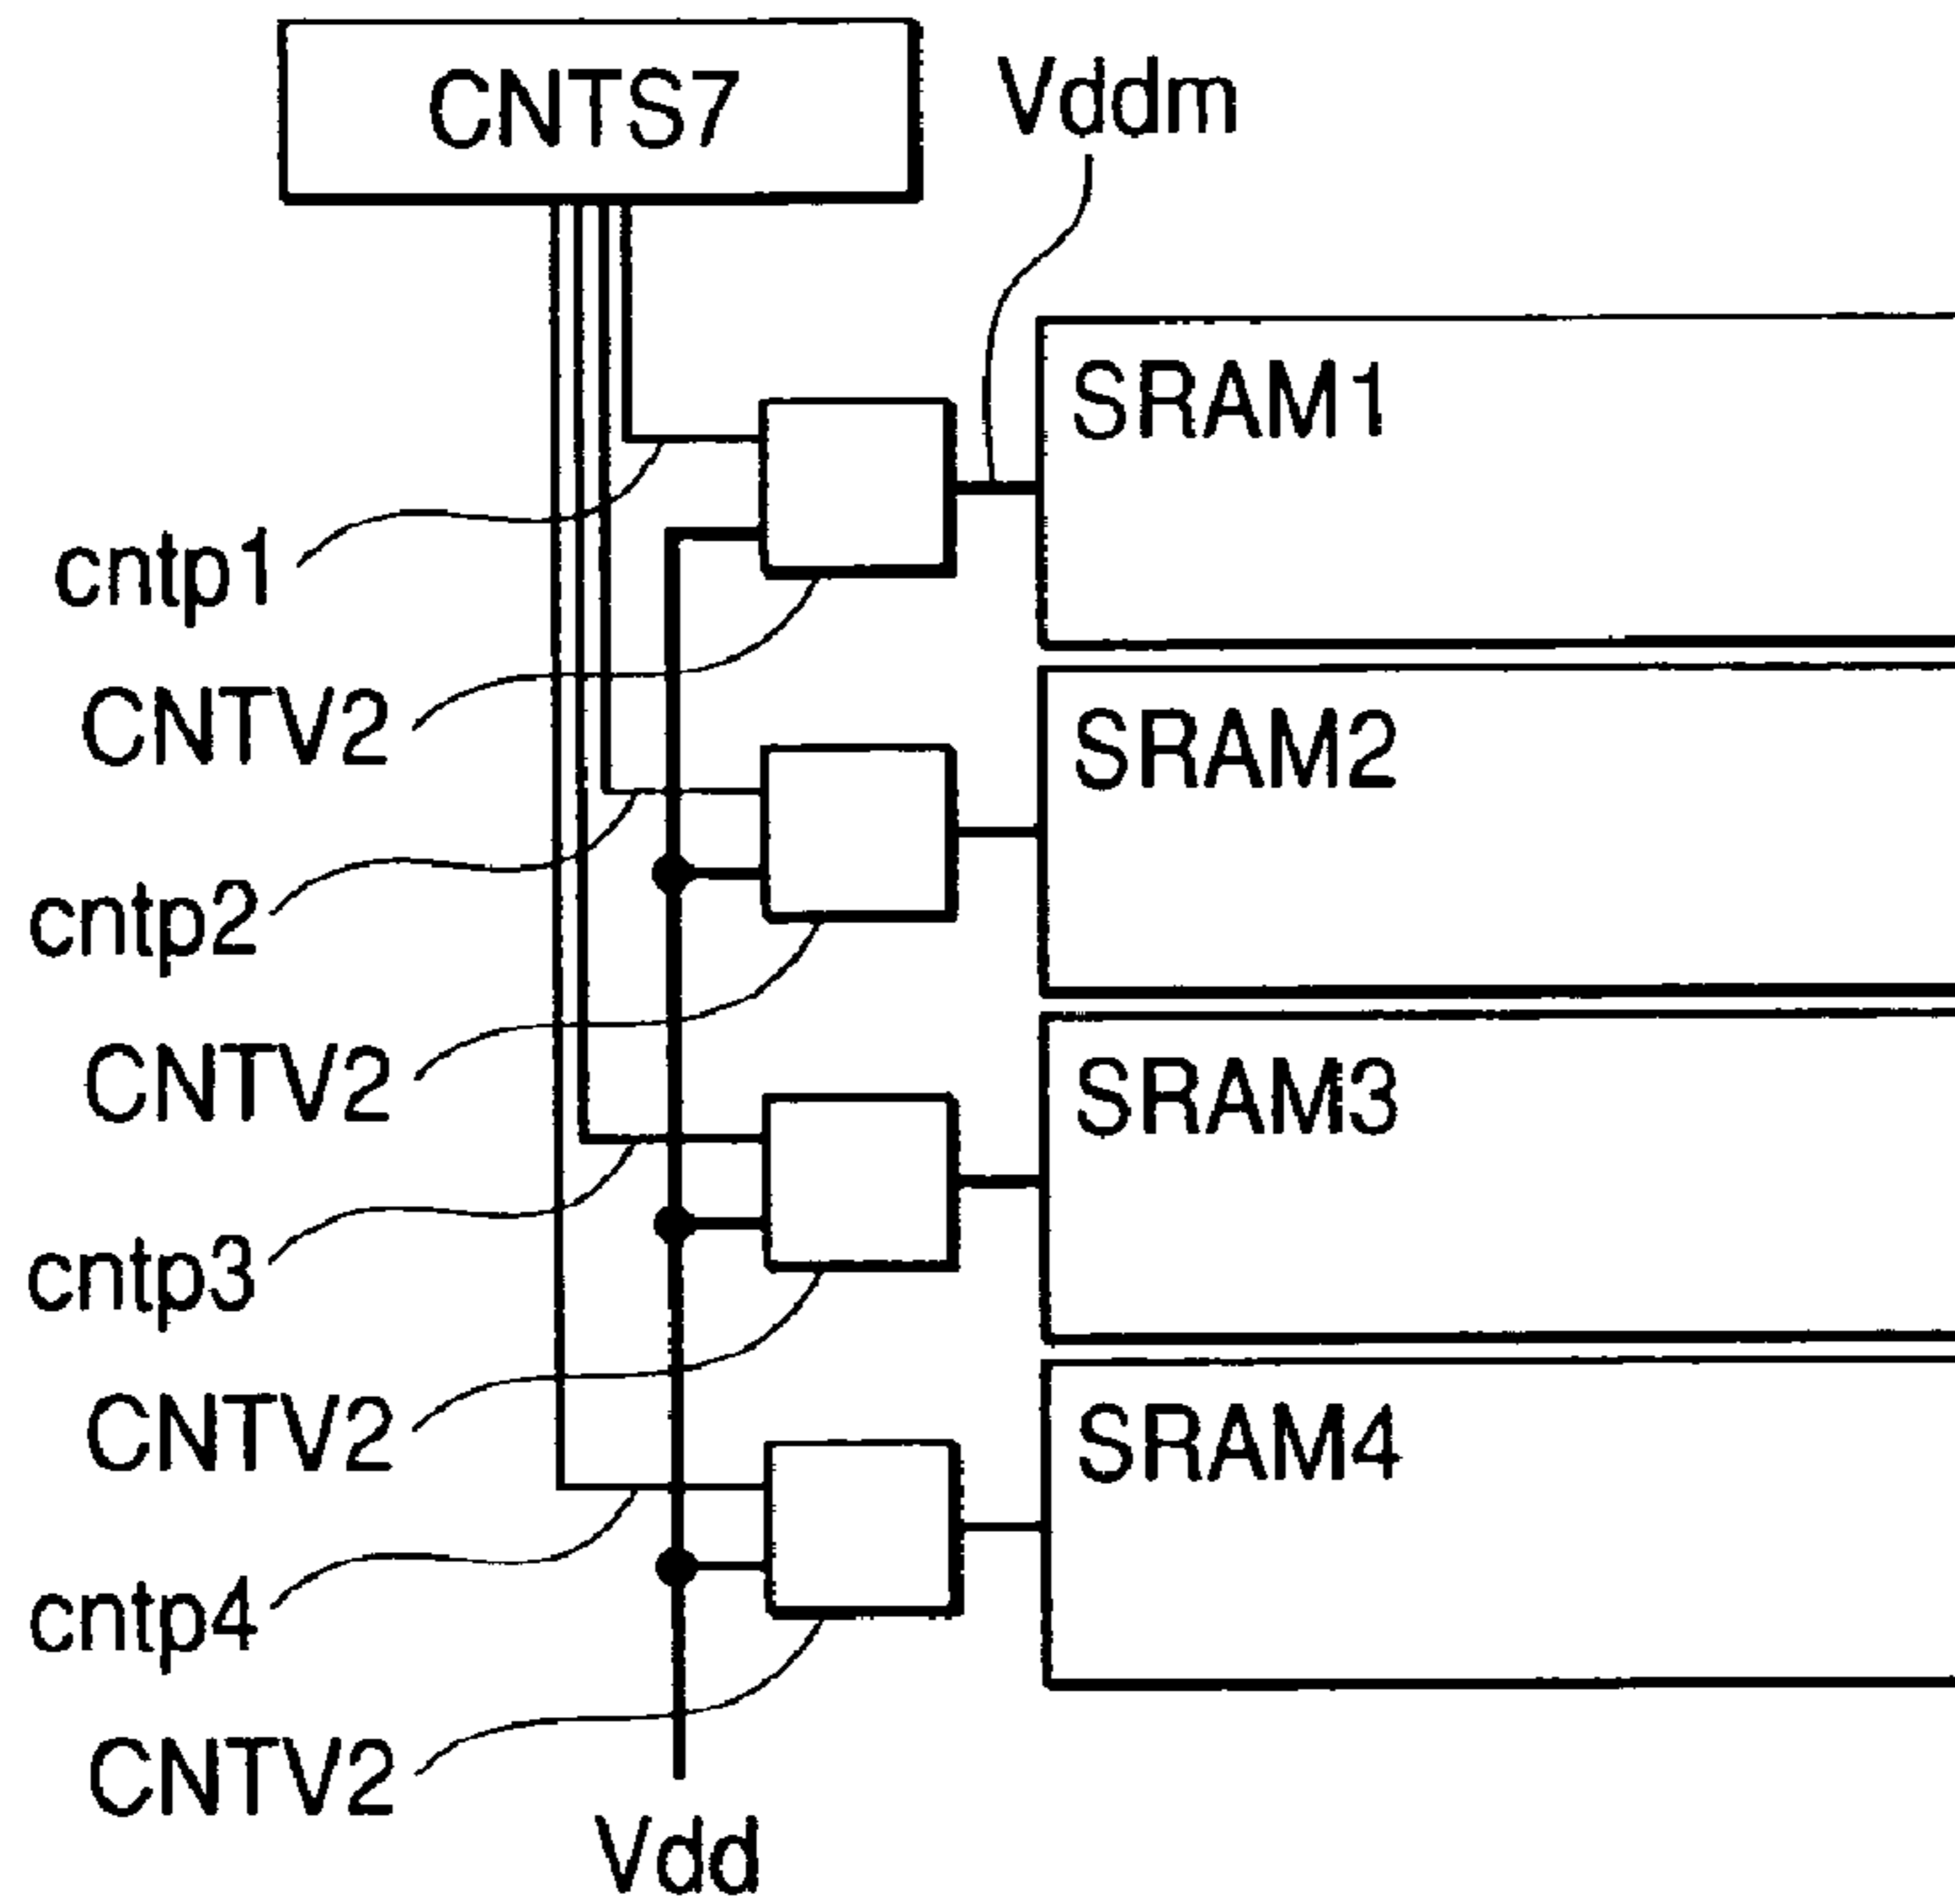 CNTS7
Vddm
SRAM1
cntp1
CNTV2
SRAM2
cntp2
CNTV2
SRAM3
cntp3
CNTV2
SRAM4
cntp4
CNTV2
Vdd